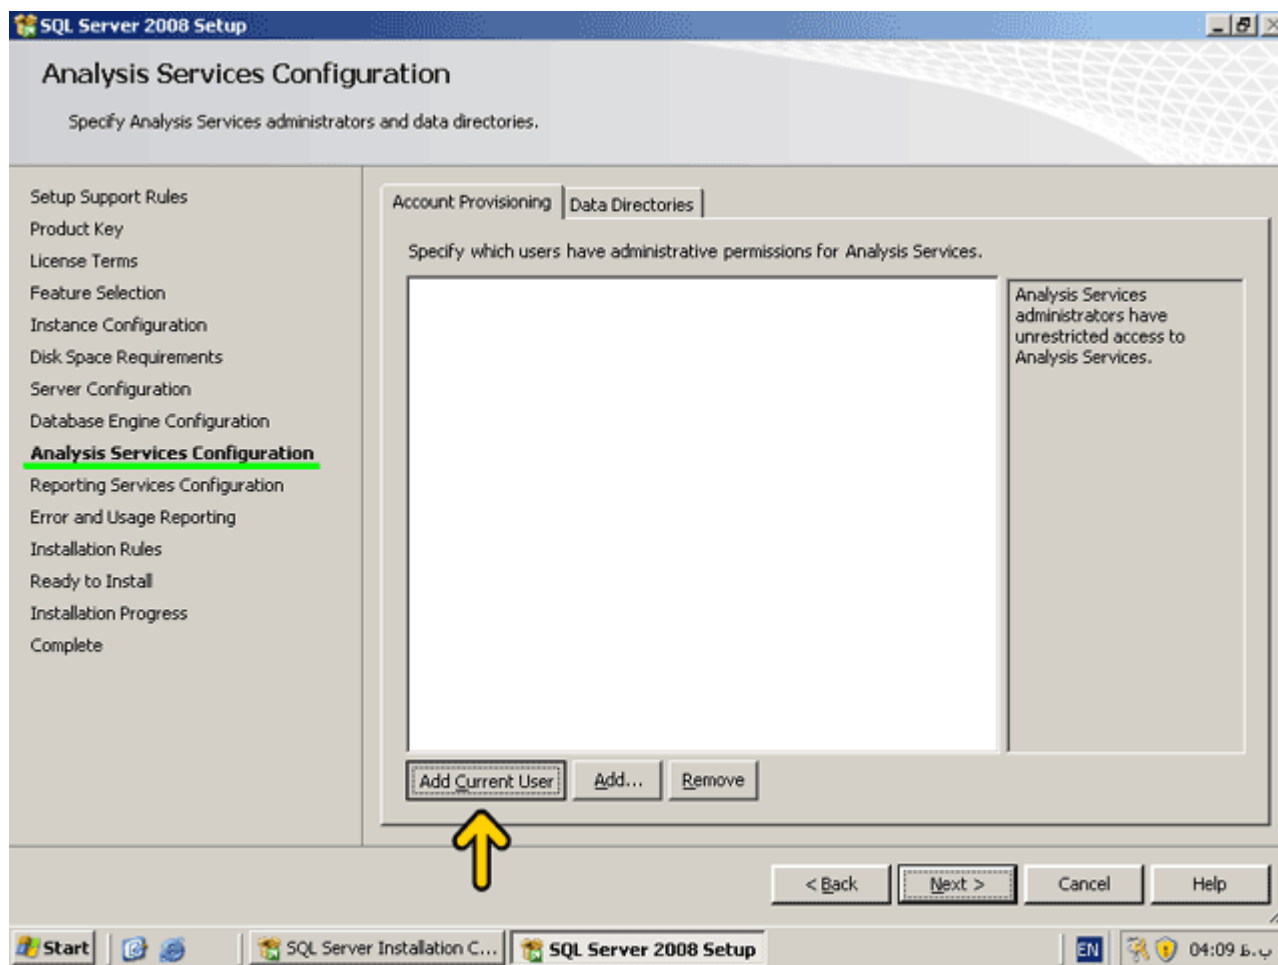 SQL Server 2008 Setup
Analysis Services Configuration
Specify Analysis Services administrators and data directories.
Setup Support Rules
Product Key
License Terms
Feature Selection
Instance Configuration
Disk Space Requirements
Server Configuration
Database Engine Configuration
Analysis Services Configuration
Reporting Services Configuration
Error and Usage Reporting
Installation Rules
Ready to Install
Installation Progress
Complete
Account Provisioning
Data Directories
Specify which users have administrative permissions for Analysis Services.
Analysis Services
administrators have
unrestricted access to
Analysis Services.
Add Current User
Add...
Remove
< Back
Next >
Cancel
Help
Start
SQL Server Installation C...
SQL Server 2008 Setup
EN
04:09 ب.ظ